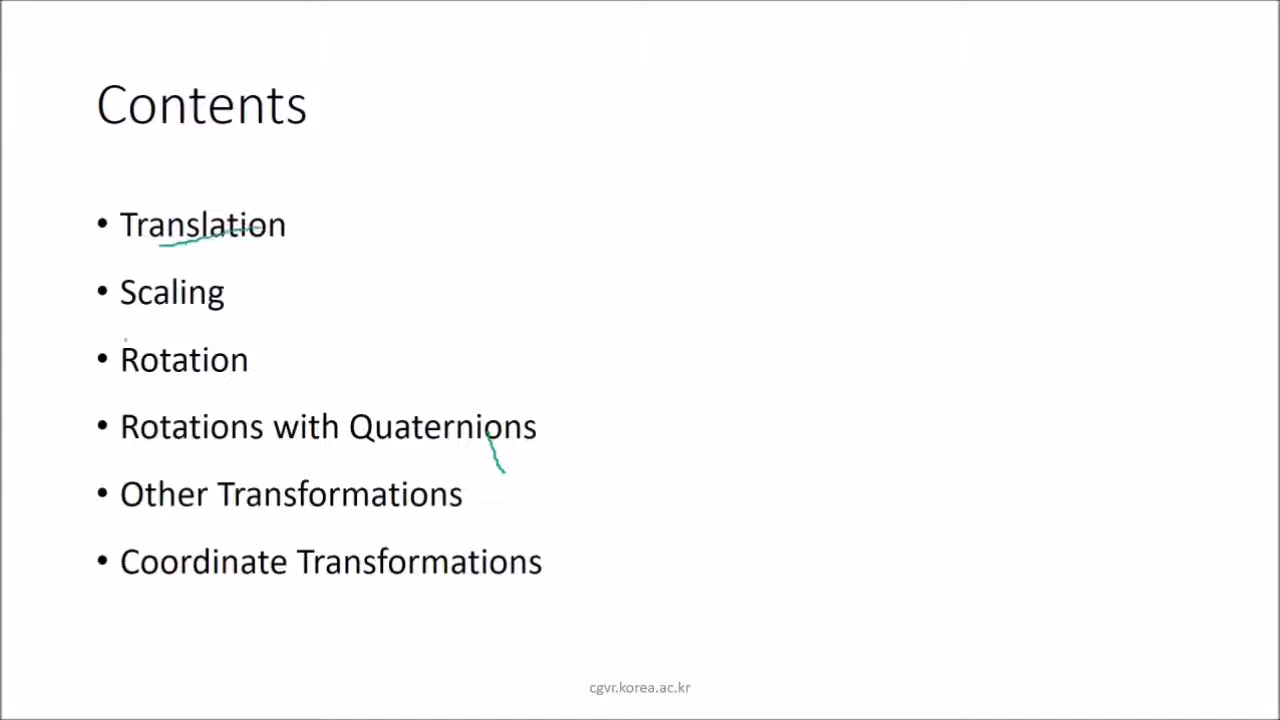 Contents
• Translation
• Scaling
• Rotation
• Rotations with Quaternions
• Other Transformations
• Coordinate Transformations
cgvr.korea.ac.kr